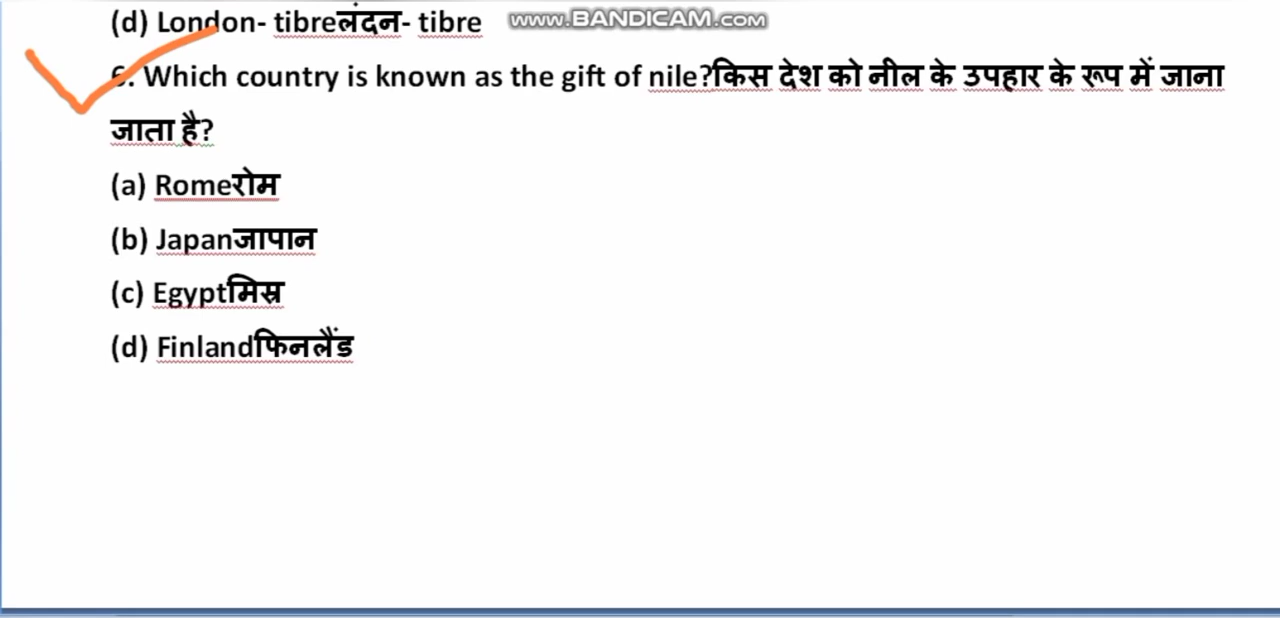 (d) London- tibreलंदन- tibre www.BANDICAM.com
6. Which country is known as the gift of nile?किस देश को नील के उपहार के रूप में जाना
जाता है?
(a) Romeरोम
(b) Japanजापान
(c) Egyptमिस्र
(d) Finlandफिनलैंड